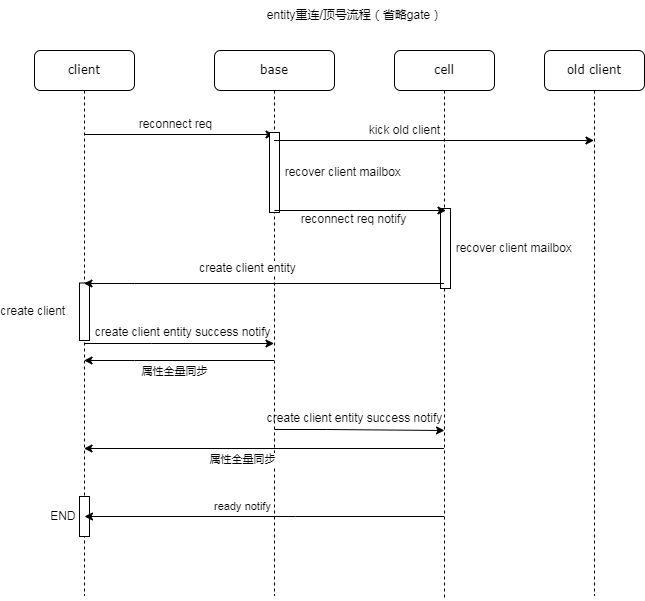 entity重连/顶号流程（省略gate）
client
base
cell
old client
reconnect req
kick old client
recover client mailbox
reconnect req notify
recover client mailbox
create client entity
create client
create client entity success notify
属性全量同步
create client entity success notify
属性全量同步
ready notify
END